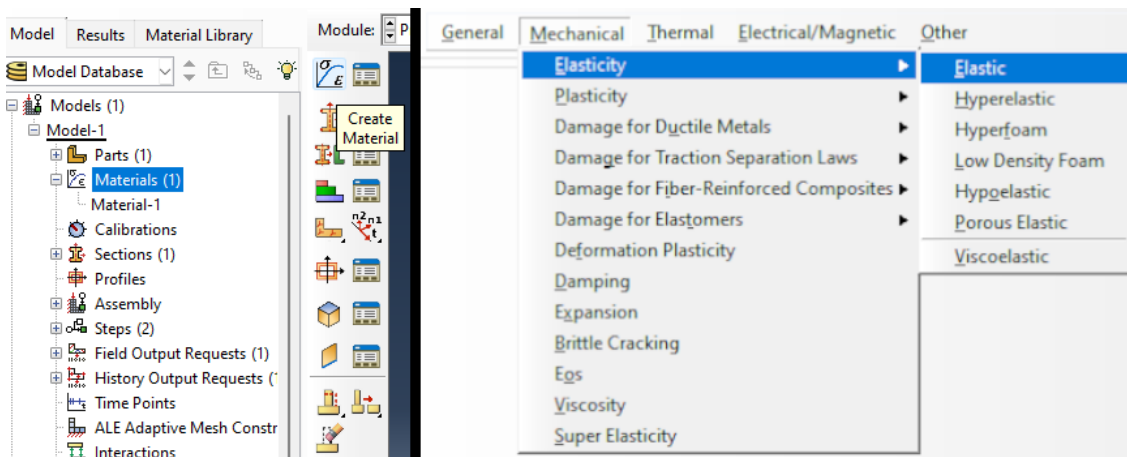 Model Results Material Library
Module: P
Model Database
Models (1)
Model-1
Parts (1)
Materials (1)
Material-1
Calibrations
Sections (1)
Profiles
Assembly
Steps (2)
Field Output Requests (1)
History Output Requests (
Time Points
ALE Adaptive Mesh Constr
Interactions
σ
ε
Create
Material
n2 n1
t
General Mechanical Thermal Electrical/Magnetic Other
Elasticity
Plasticity
Damage for Ductile Metals
Damage for Traction Separation Laws
Damage for Fiber-Reinforced Composites
Damage for Elastomers
Deformation Plasticity
Damping
Expansion
Brittle Cracking
Eos
Viscosity
Super Elasticity
Elastic
Hyperelastic
Hyperfoam
Low Density Foam
Hypoelastic
Porous Elastic
Viscoelastic